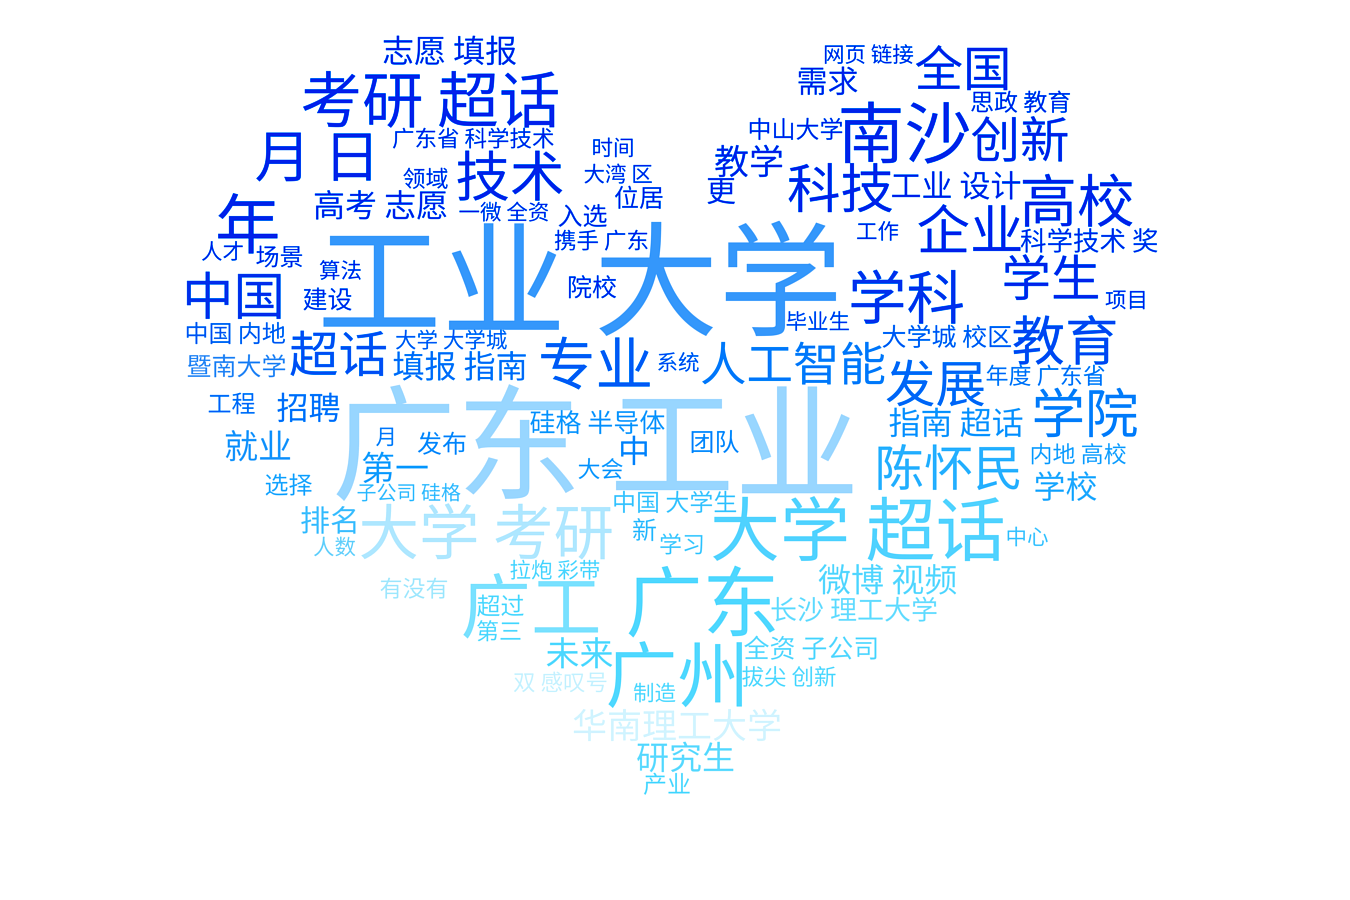 志愿 填报
网页 链接
全国
需求
考研 超话
思政 教育
中山大学
南沙
创新
广东省 科学技术
月 日
时间
教学
技术
大湾 区
领域
科技
工业 设计
高校
更
位居
高考 志愿
一微 全资
入选
年
企业
工作
携手 广东
科学技术 奖
人才
场景
算法
工业 大学
院校
学生
中国
建设
学科
项目
毕业生
中国 内地
超话
大学 大学城
大学城 校区
教育
暨南大学
填报 指南
专业
系统
人工智能
发展
年度 广东省
工程
招聘
学院
硅格 半导体
指南 超话
广东 工业
月
发布
团队
就业
中
第一
大会
陈怀民
内地 高校
选择
子公司 硅格
学校
中国 大学生
排名
大学 考研
新
大学 超话
人数
学习
中心
拉炮 彩带
有没有
微博 视频
广工
超过
广东
长沙 理工大学
第三
未来
全资 子公司
双 感叹号
广州
制造
拔尖 创新
华南理工大学
研究生
产业